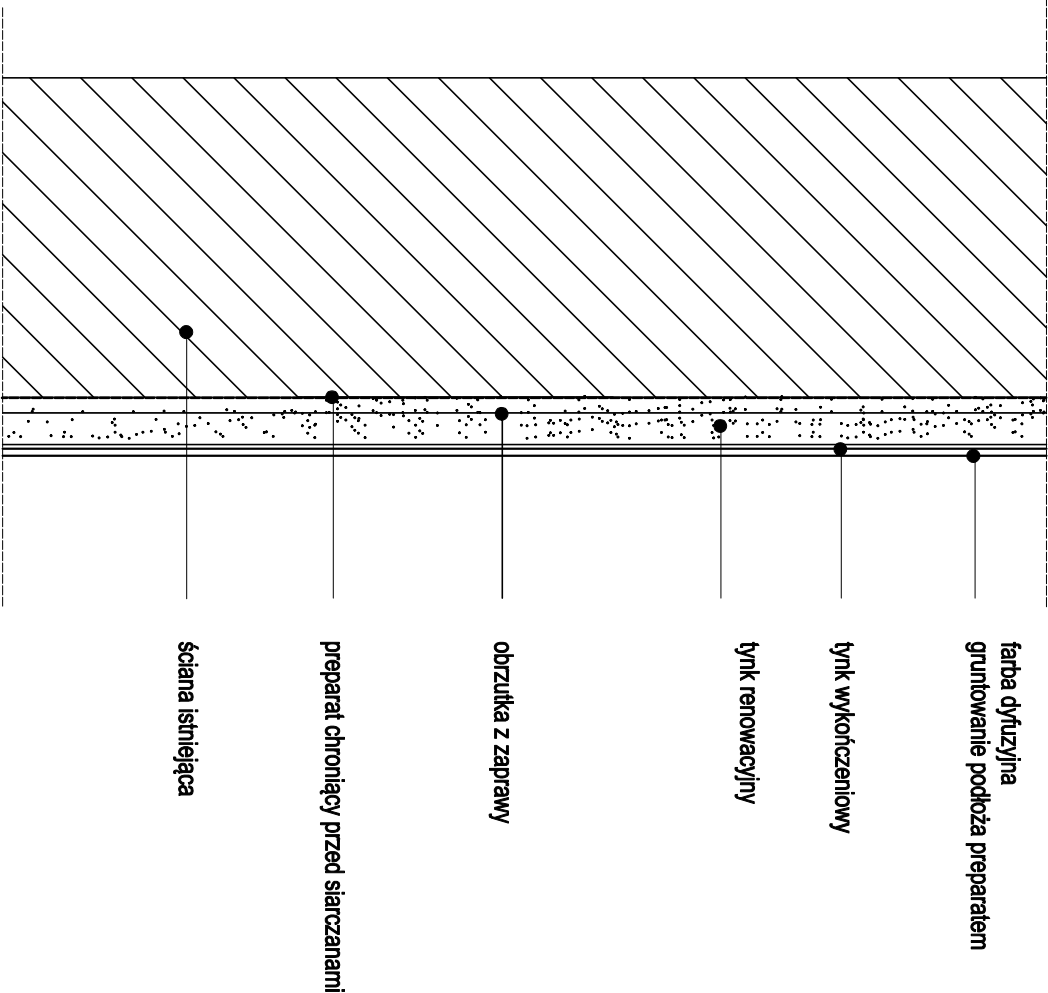 farba dyfuzyjna
gruntowanie podłoża preparatem
tynk wykończeniowy
tynk renowacyjny
obrzutka z zaprawy
preparat chroniący przed siarczanami
ściana istniejąca